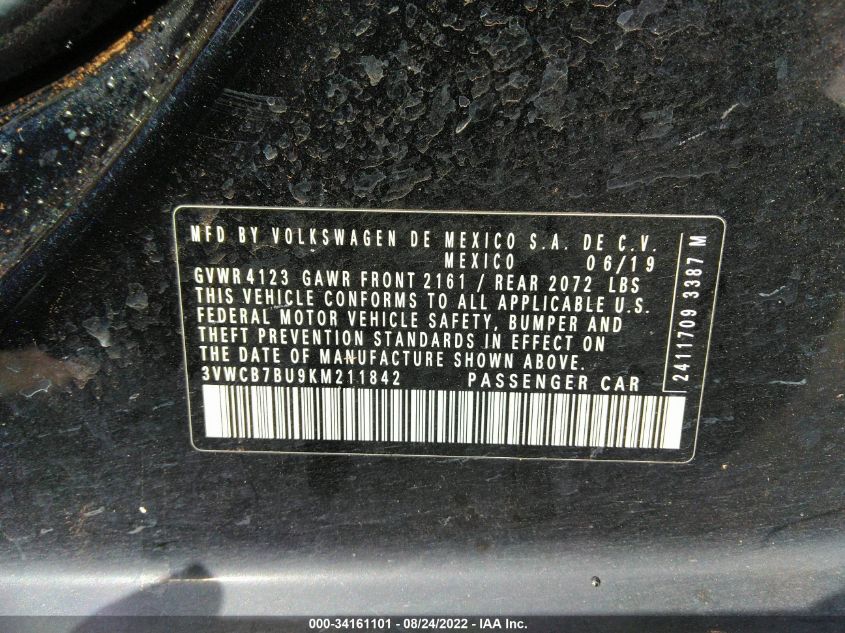 MFD BY VOLKSWAGEN DE MEXICO S.A. DE C.V.
MEXICO 06/19
GVWR 4123 GAWR FRONT 2161 / REAR 2072 LBS
THIS VEHICLE CONFORMS TO ALL APPLICABLE U.S.
FEDERAL MOTOR VEHICLE SAFETY, BUMPER AND
THEFT PREVENTION STANDARDS IN EFFECT ON
THE DATE OF MANUFACTURE SHOWN ABOVE.
3VWCB7BU9KM211842 PASSENGER CAR
2411709 3387 M
000-34161101 - 08/24/2022 - IAA Inc.